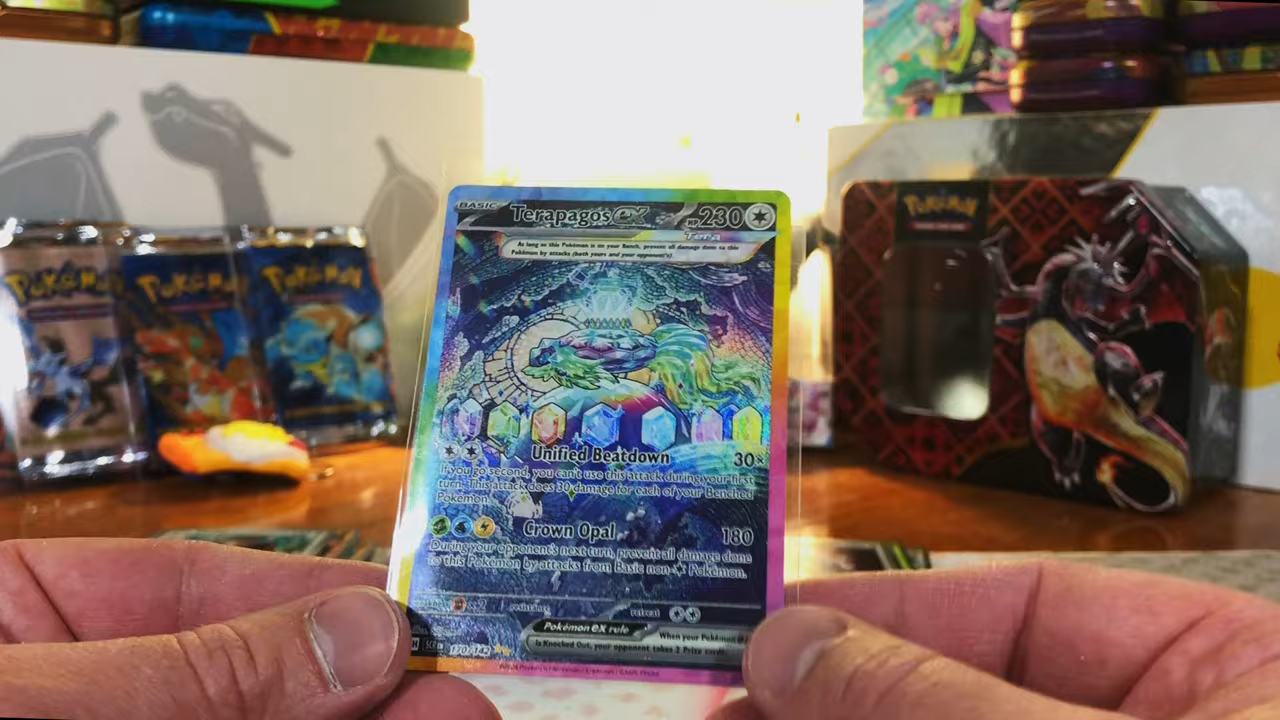 Pokémon
Pokémon
Pokémon
Pokémon
BASIC
Terapagos ex
HP 230
Tera
As long as this Pokémon is on your Bench, prevent all damage done to this
Pokémon by attacks (both yours and your opponent's).
Unified Beatdown 30×
If you go second, you can't use this attack during your first
turn. This attack does 30 damage for each of your Benched
Pokémon.
Crown Opal 180
During your opponent's next turn, prevent all damage done
to this Pokémon by attacks from Basic non- Pokémon.
×2 resistance retreat
Pokémon ex rule
When your Pokémon
is Knocked Out, your opponent takes 2 Prize cards.
H SCR 170/142